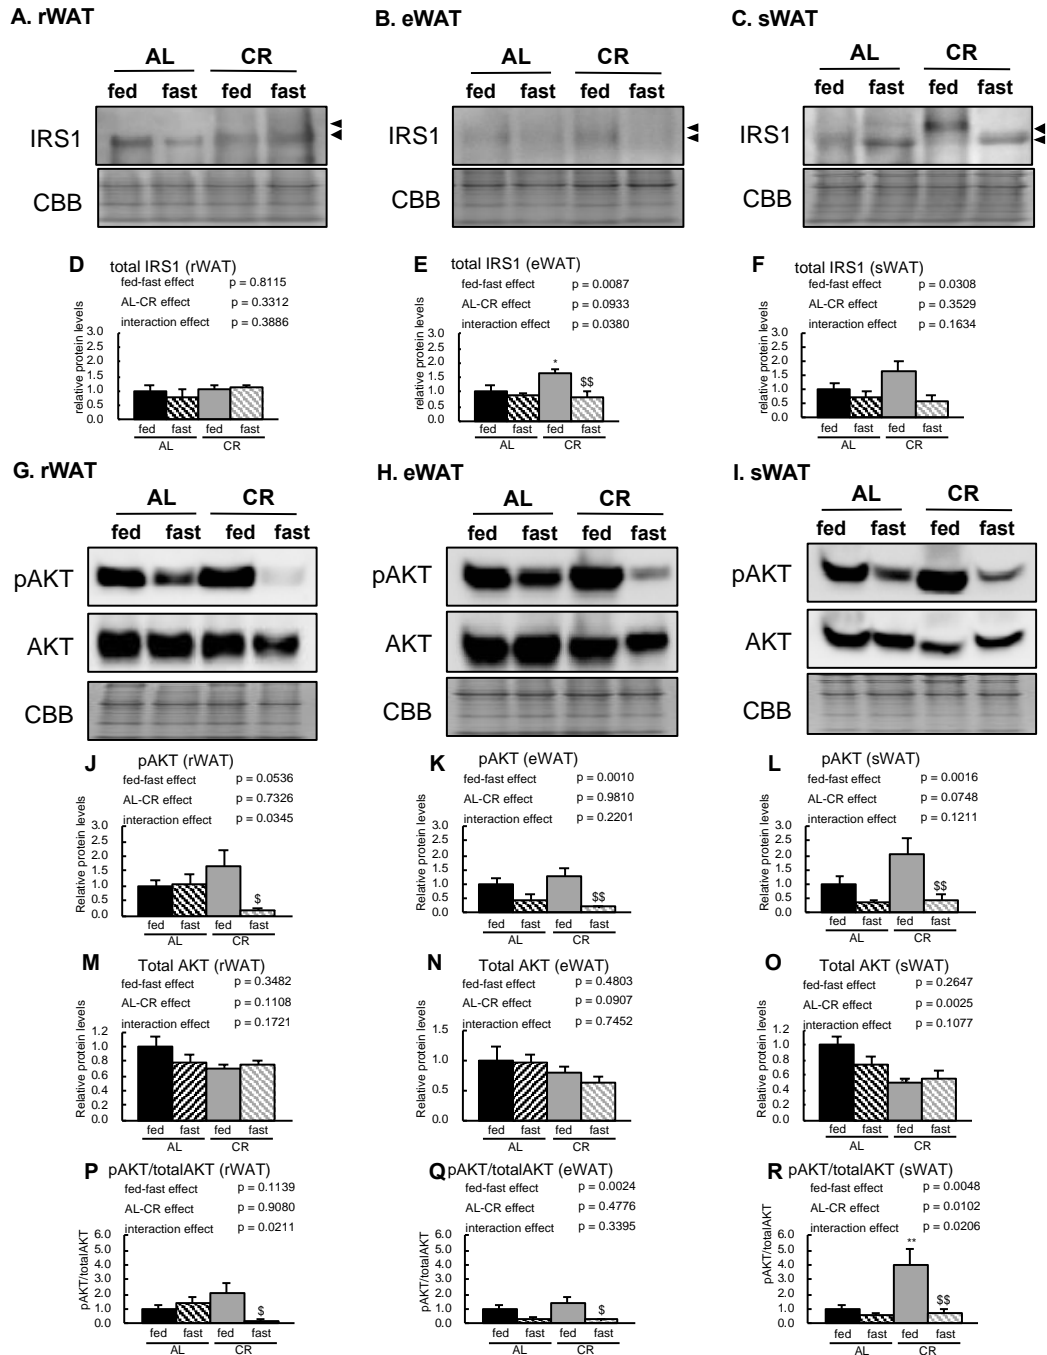 A. rWAT
AL CR
fed fast fed fast
IRS1
CBB
B. eWAT
AL CR
fed fast fed fast
IRS1
CBB
C. sWAT
AL CR
fed fast fed fast
IRS1
CBB
D total IRS1 (rWAT)
fed-fast effect p = 0.8115
AL-CR effect p = 0.3312
interaction effect p = 0.3886
relative protein levels
3.0
2.5
2.0
1.5
1.0
0.5
fed fast fed fast
AL CR
E total IRS1 (eWAT)
fed-fast effect p = 0.0087
AL-CR effect p = 0.0933
interaction effect p = 0.0380
relative protein levels
3.0
2.5
2.0
1.5
1.0
0.5
0.0
* $$
fed fast fed fast
AL CR
F total IRS1 (sWAT)
fed-fast effect p = 0.0308
AL-CR effect p = 0.3529
interaction effect p = 0.1634
relative protein levels
3.0
2.5
2.0
1.5
1.0
0.5
0.0
fed fast fed fast
AL CR
G. rWAT
AL CR
fed fast fed fast
pAKT
AKT
CBB
H. eWAT
AL CR
fed fast fed fast
pAKT
AKT
CBB
I. sWAT
AL CR
fed fast fed fast
pAKT
AKT
CBB
J pAKT (rWAT)
fed-fast effect p = 0.0536
AL-CR effect p = 0.7326
interaction effect p = 0.0345
Relative protein levels
3.0
2.5
2.0
1.5
1.0
0.5
0.0
$
fed fast fed fast
AL CR
K pAKT (eWAT)
fed-fast effect p = 0.0010
AL-CR effect p = 0.9810
interaction effect p = 0.2201
Relative protein levels
3.0
2.5
2.0
1.5
1.0
0.5
0.0
$$
fed fast fed fast
AL CR
L pAKT (sWAT)
fed-fast effect p = 0.0016
AL-CR effect p = 0.0748
interaction effect p = 0.1211
Relative protein levels
3.0
2.5
2.0
1.5
1.0
0.5
0.0
$$
fed fast fed fast
AL CR
M Total AKT (rWAT)
fed-fast effect p = 0.3482
AL-CR effect p = 0.1108
interaction effect p = 0.1721
Relative protein levels
1.2
1.0
0.8
0.6
0.4
0.2
0.0
fed fast fed fast
AL CR
N Total AKT (eWAT)
fed-fast effect p = 0.4803
AL-CR effect p = 0.0907
interaction effect p = 0.7452
Relative protein levels
1.5
1.0
0.5
0.0
fed fast fed fast
AL CR
O Total AKT (sWAT)
fed-fast effect p = 0.2647
AL-CR effect p = 0.0025
interaction effect p = 0.1077
Relative protein levels
1.2
1.0
0.8
0.6
0.4
0.2
0.0
fed fast fed fast
AL CR
P pAKT/totalAKT (rWAT)
fed-fast effect p = 0.1139
AL-CR effect p = 0.9080
interaction effect p = 0.0211
pAKT/totalAKT
6.0
5.0
4.0
3.0
2.0
1.0
0.0
$
fed fast fed fast
AL CR
Q pAKT/totalAKT (eWAT)
fed-fast effect p = 0.0024
AL-CR effect p = 0.4776
interaction effect p = 0.3395
pAKT/totalAKT
6.0
5.0
4.0
3.0
2.0
1.0
0.0
$
fed fast fed fast
AL CR
R pAKT/totalAKT (sWAT)
fed-fast effect p = 0.0048
AL-CR effect p = 0.0102
interaction effect p = 0.0206
pAKT/totalAKT
6.0
5.0
4.0
3.0
2.0
1.0
0.0
** $$
fed fast fed fast
AL CR